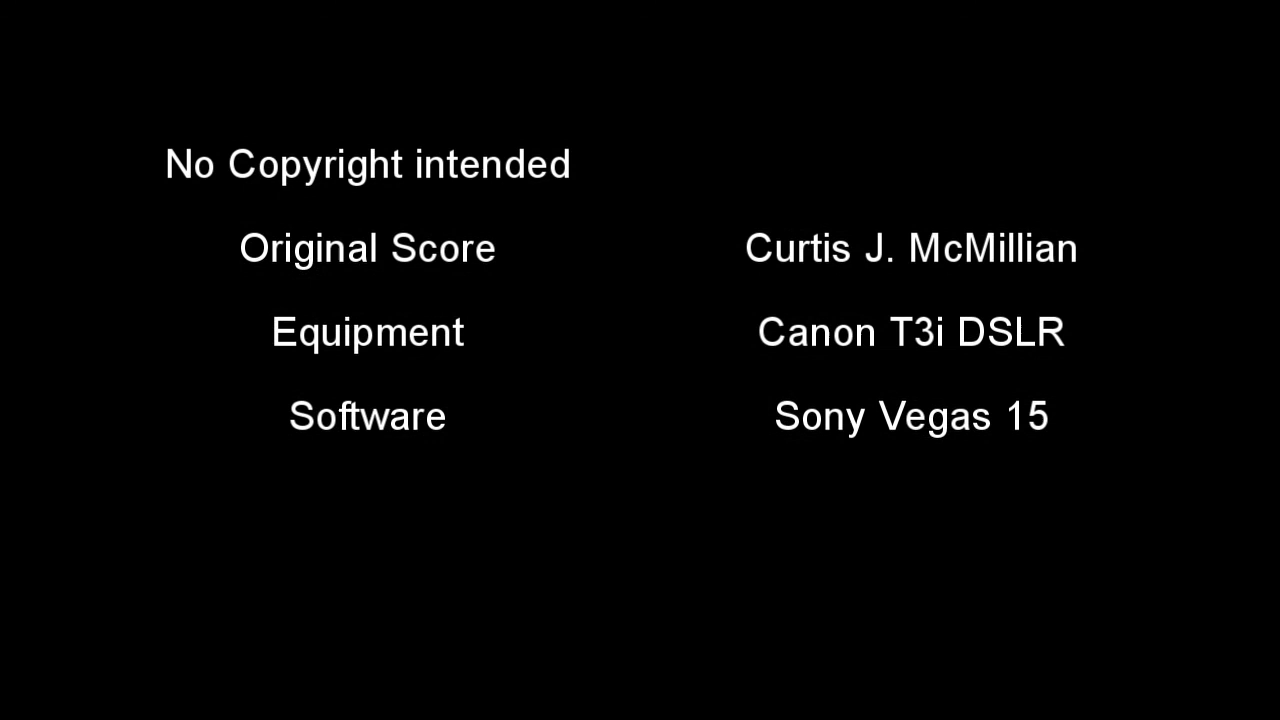 No Copyright intended
Original Score Curtis J. McMillian
Equipment Canon T3i DSLR
Software Sony Vegas 15